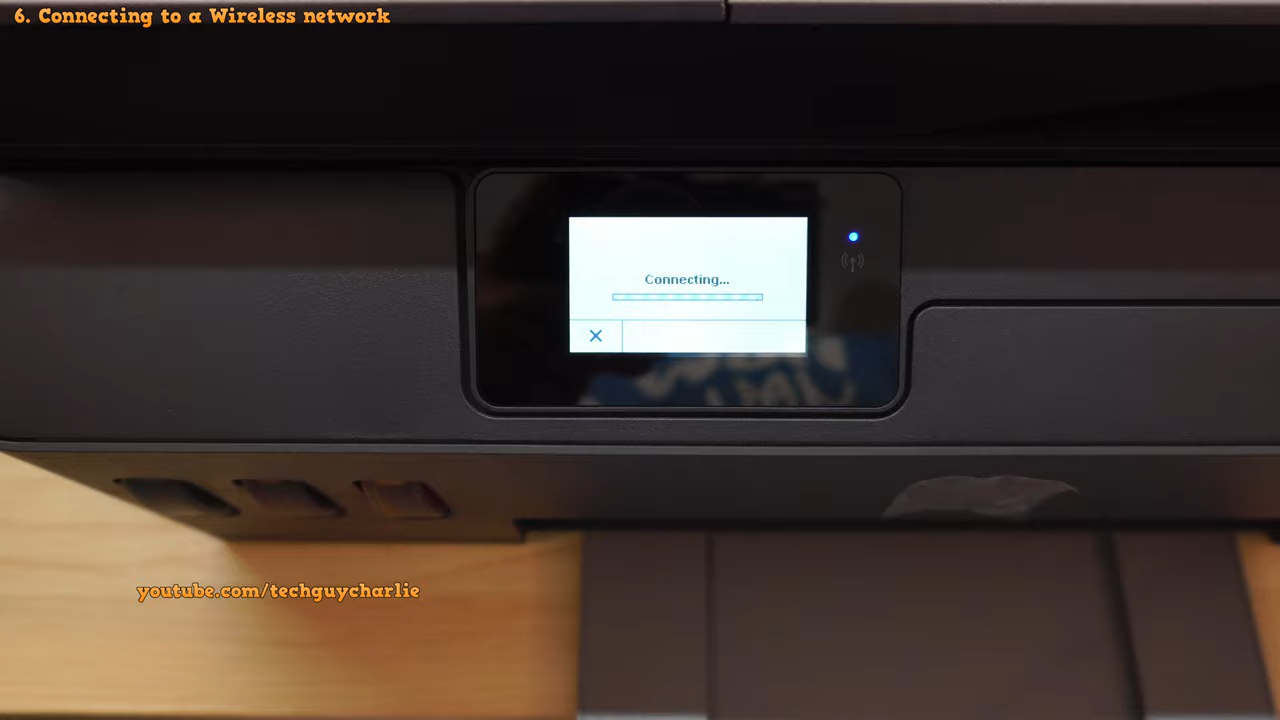 6. Connecting to a Wireless network
Connecting...
youtube.com/techguycharlie